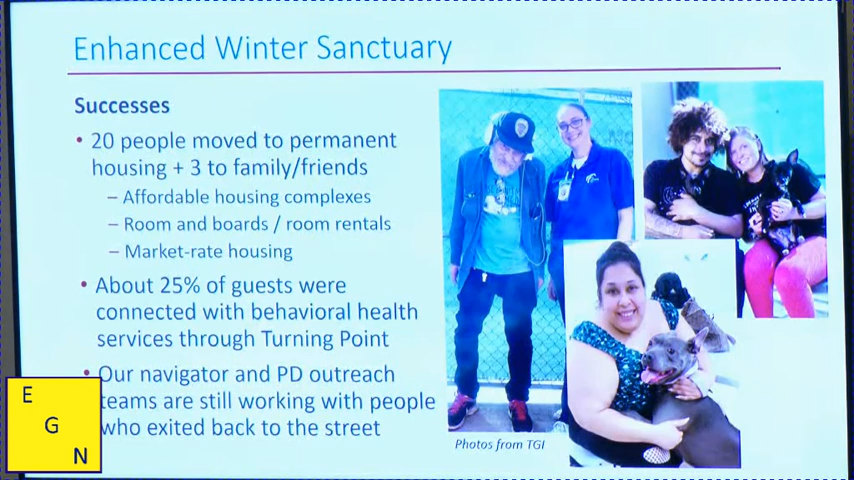 Enhanced Winter Sanctuary
Successes
• 20 people moved to permanent
housing + 3 to family/friends
– Affordable housing complexes
– Room and boards / room rentals
– Market-rate housing
• About 25% of guests were
connected with behavioral health
services through Turning Point
• Our navigator and PD outreach
teams are still working with people
who exited back to the street
Photos from TGI
E
G
N